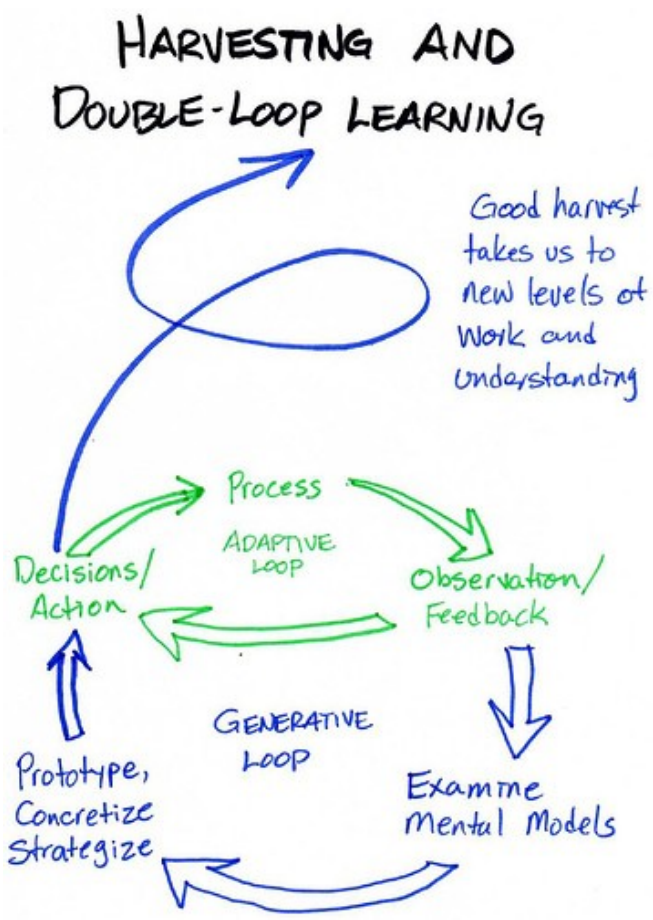 HARVESTING AND
DOUBLE-LOOP LEARNING
Good harvest
takes us to
new levels of
work and
understanding
Process
ADAPTIVE
LOOP
Decisions/
Action
Observation/
Feedback
GENERATIVE
LOOP
Prototype,
Concretize
Strategize
Examine
Mental Models